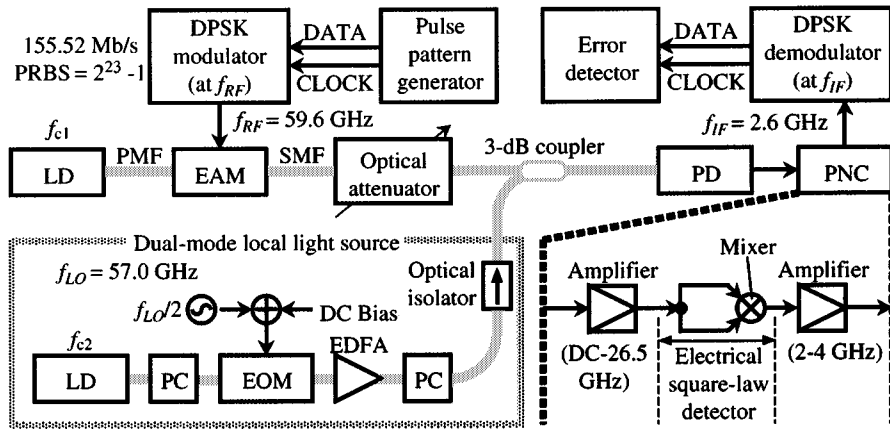 155.52 Mb/s
PRBS = 2²³ -1
DPSK
modulator
(at f_RF)
DATA
CLOCK
Pulse
pattern
generator
Error
detector
DATA
CLOCK
DPSK
demodulator
(at f_IF)
f_RF = 59.6 GHz
f_IF = 2.6 GHz
f_c1
LD
PMF
EAM
SMF
Optical
attenuator
3-dB coupler
PD
PNC
Dual-mode local light source
f_LO = 57.0 GHz
f_LO/2
DC Bias
Optical
isolator
f_c2
LD
PC
EOM
EDFA
PC
Mixer
Amplifier
Amplifier
(DC-26.5
GHz)
Electrical
square-law
detector
(2-4 GHz)